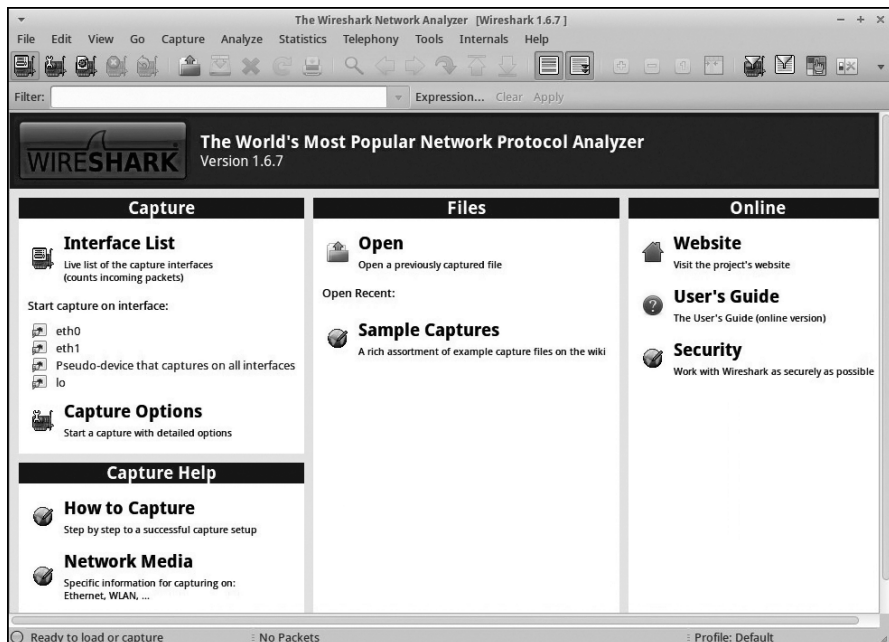 The Wireshark Network Analyzer [Wireshark 1.6.7 ]
File Edit View Go Capture Analyze Statistics Telephony Tools Internals Help
Filter:
Expression... Clear Apply
WIRESHARK
The World's Most Popular Network Protocol Analyzer
Version 1.6.7
Capture
Interface List
Live list of the capture interfaces
(counts incoming packets)
Start capture on interface:
eth0
eth1
Pseudo-device that captures on all interfaces
lo
Capture Options
Start a capture with detailed options
Capture Help
How to Capture
Step by step to a successful capture setup
Network Media
Specific information for capturing on:
Ethernet, WLAN, ...
Files
Open
Open a previously captured file
Open Recent:
Sample Captures
A rich assortment of example capture files on the wiki
Online
Website
Visit the project's website
User's Guide
The User's Guide (online version)
Security
Work with Wireshark as securely as possible
Ready to load or capture
No Packets
Profile: Default